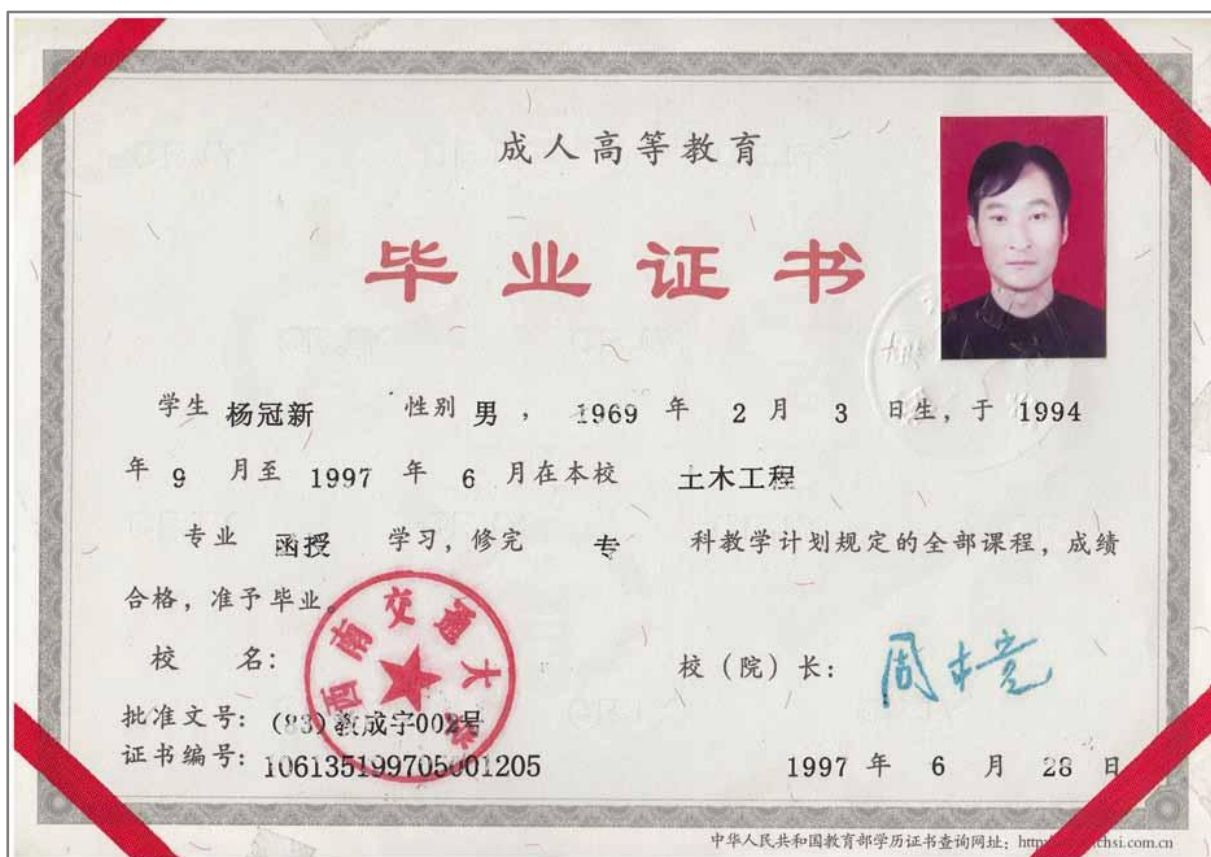 成人高等教育
毕业证书
学生 杨冠新 性别 男 , 1969 年 2 月 3 日生, 于 1994
年 9 月至 1997 年 6 月在本校 土木工程
专业 函授 学习, 修完 专 科教学计划规定的全部课程, 成绩
合格, 准予毕业。
校 名:
西南交通大学
校(院)长:
批准文号: (83)教成字002号
证书编号: 106135199705001205
1997 年 6 月 28 日
中华人民共和国教育部学历证书查询网址: http chsi.com.cn